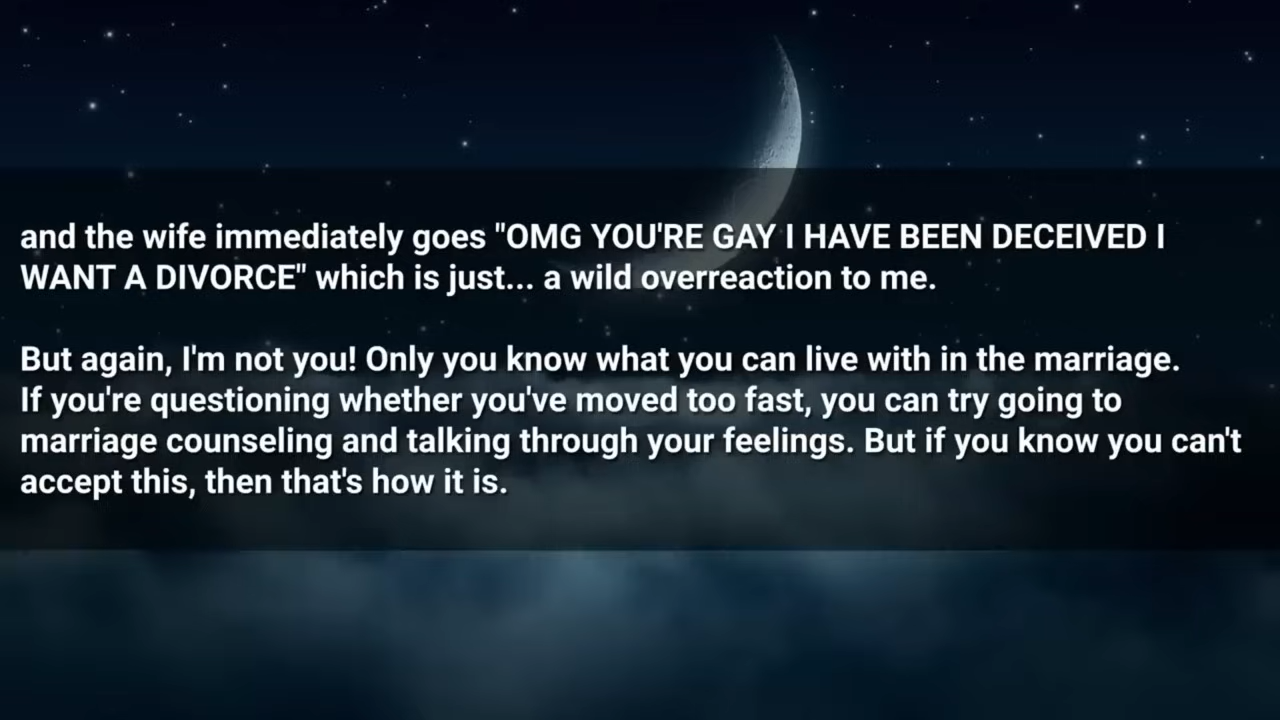 and the wife immediately goes "OMG YOU'RE GAY I HAVE BEEN DECEIVED I
WANT A DIVORCE" which is just... a wild overreaction to me.
But again, I'm not you! Only you know what you can live with in the marriage.
If you're questioning whether you've moved too fast, you can try going to
marriage counseling and talking through your feelings. But if you know you can't
accept this, then that's how it is.